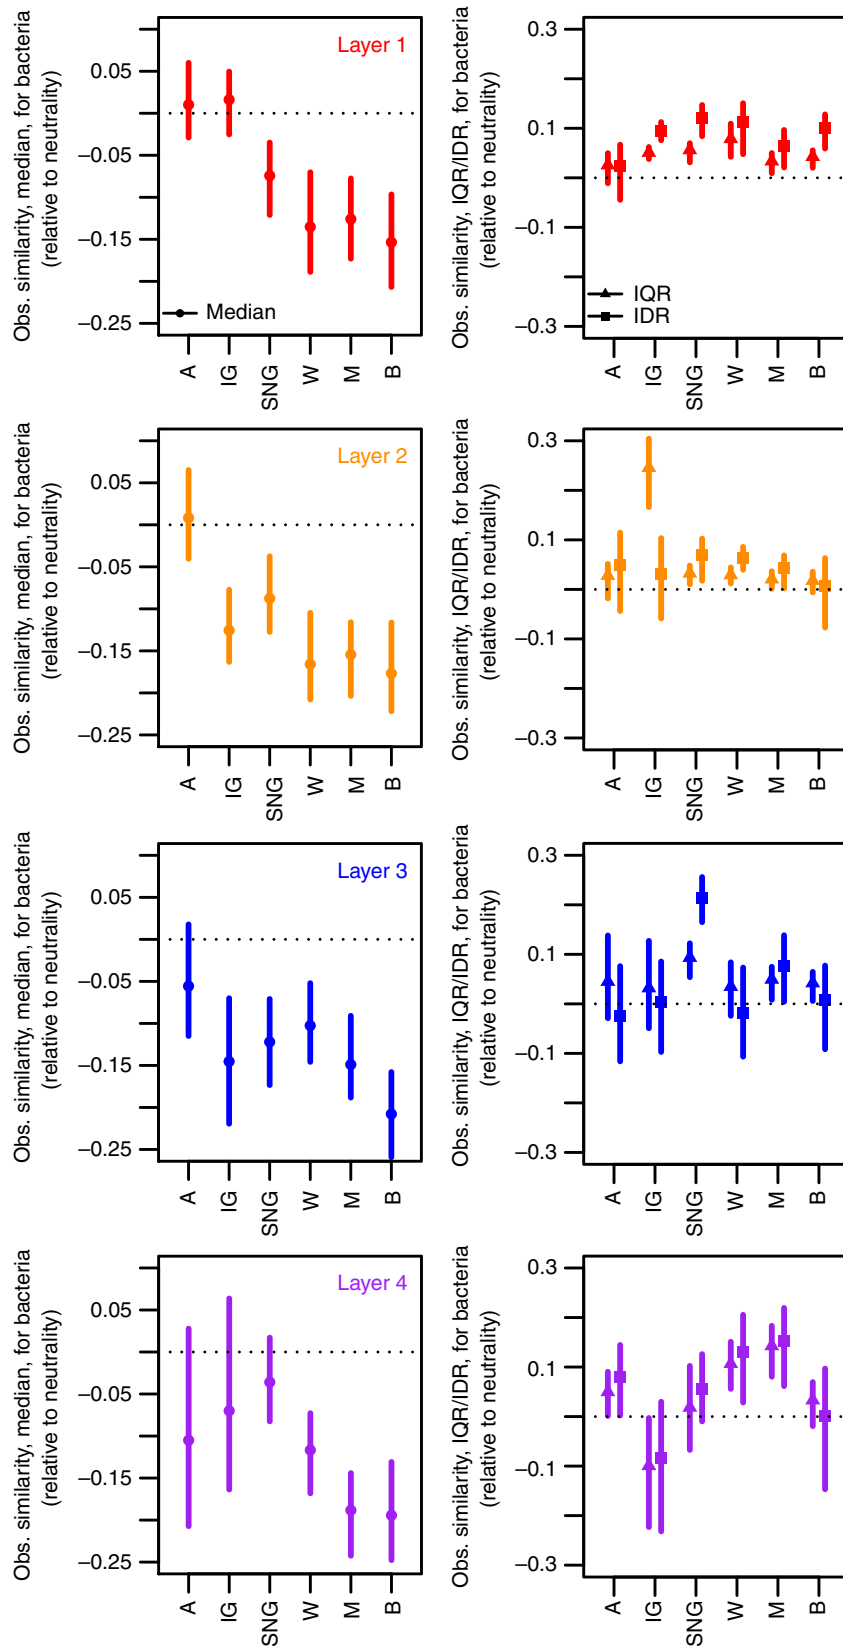 Obs. similarity, median, for bacteria
(relative to neutrality)
0.05
−0.05
−0.15
−0.25
Layer 1
Median
A
IG
SNG
W
M
B
Obs. similarity, IQR/IDR, for bacteria
(relative to neutrality)
0.3
0.1
−0.1
−0.3
IQR
IDR
A
IG
SNG
W
M
B
Obs. similarity, median, for bacteria
(relative to neutrality)
0.05
−0.05
−0.15
−0.25
Layer 2
A
IG
SNG
W
M
B
Obs. similarity, IQR/IDR, for bacteria
(relative to neutrality)
0.3
0.1
−0.1
−0.3
A
IG
SNG
W
M
B
Obs. similarity, median, for bacteria
(relative to neutrality)
0.05
−0.05
−0.15
−0.25
Layer 3
A
IG
SNG
W
M
B
Obs. similarity, IQR/IDR, for bacteria
(relative to neutrality)
0.3
0.1
−0.1
−0.3
A
IG
SNG
W
M
B
Obs. similarity, median, for bacteria
(relative to neutrality)
0.05
−0.05
−0.15
−0.25
Layer 4
A
IG
SNG
W
M
B
Obs. similarity, IQR/IDR, for bacteria
(relative to neutrality)
0.3
0.1
−0.1
−0.3
A
IG
SNG
W
M
B